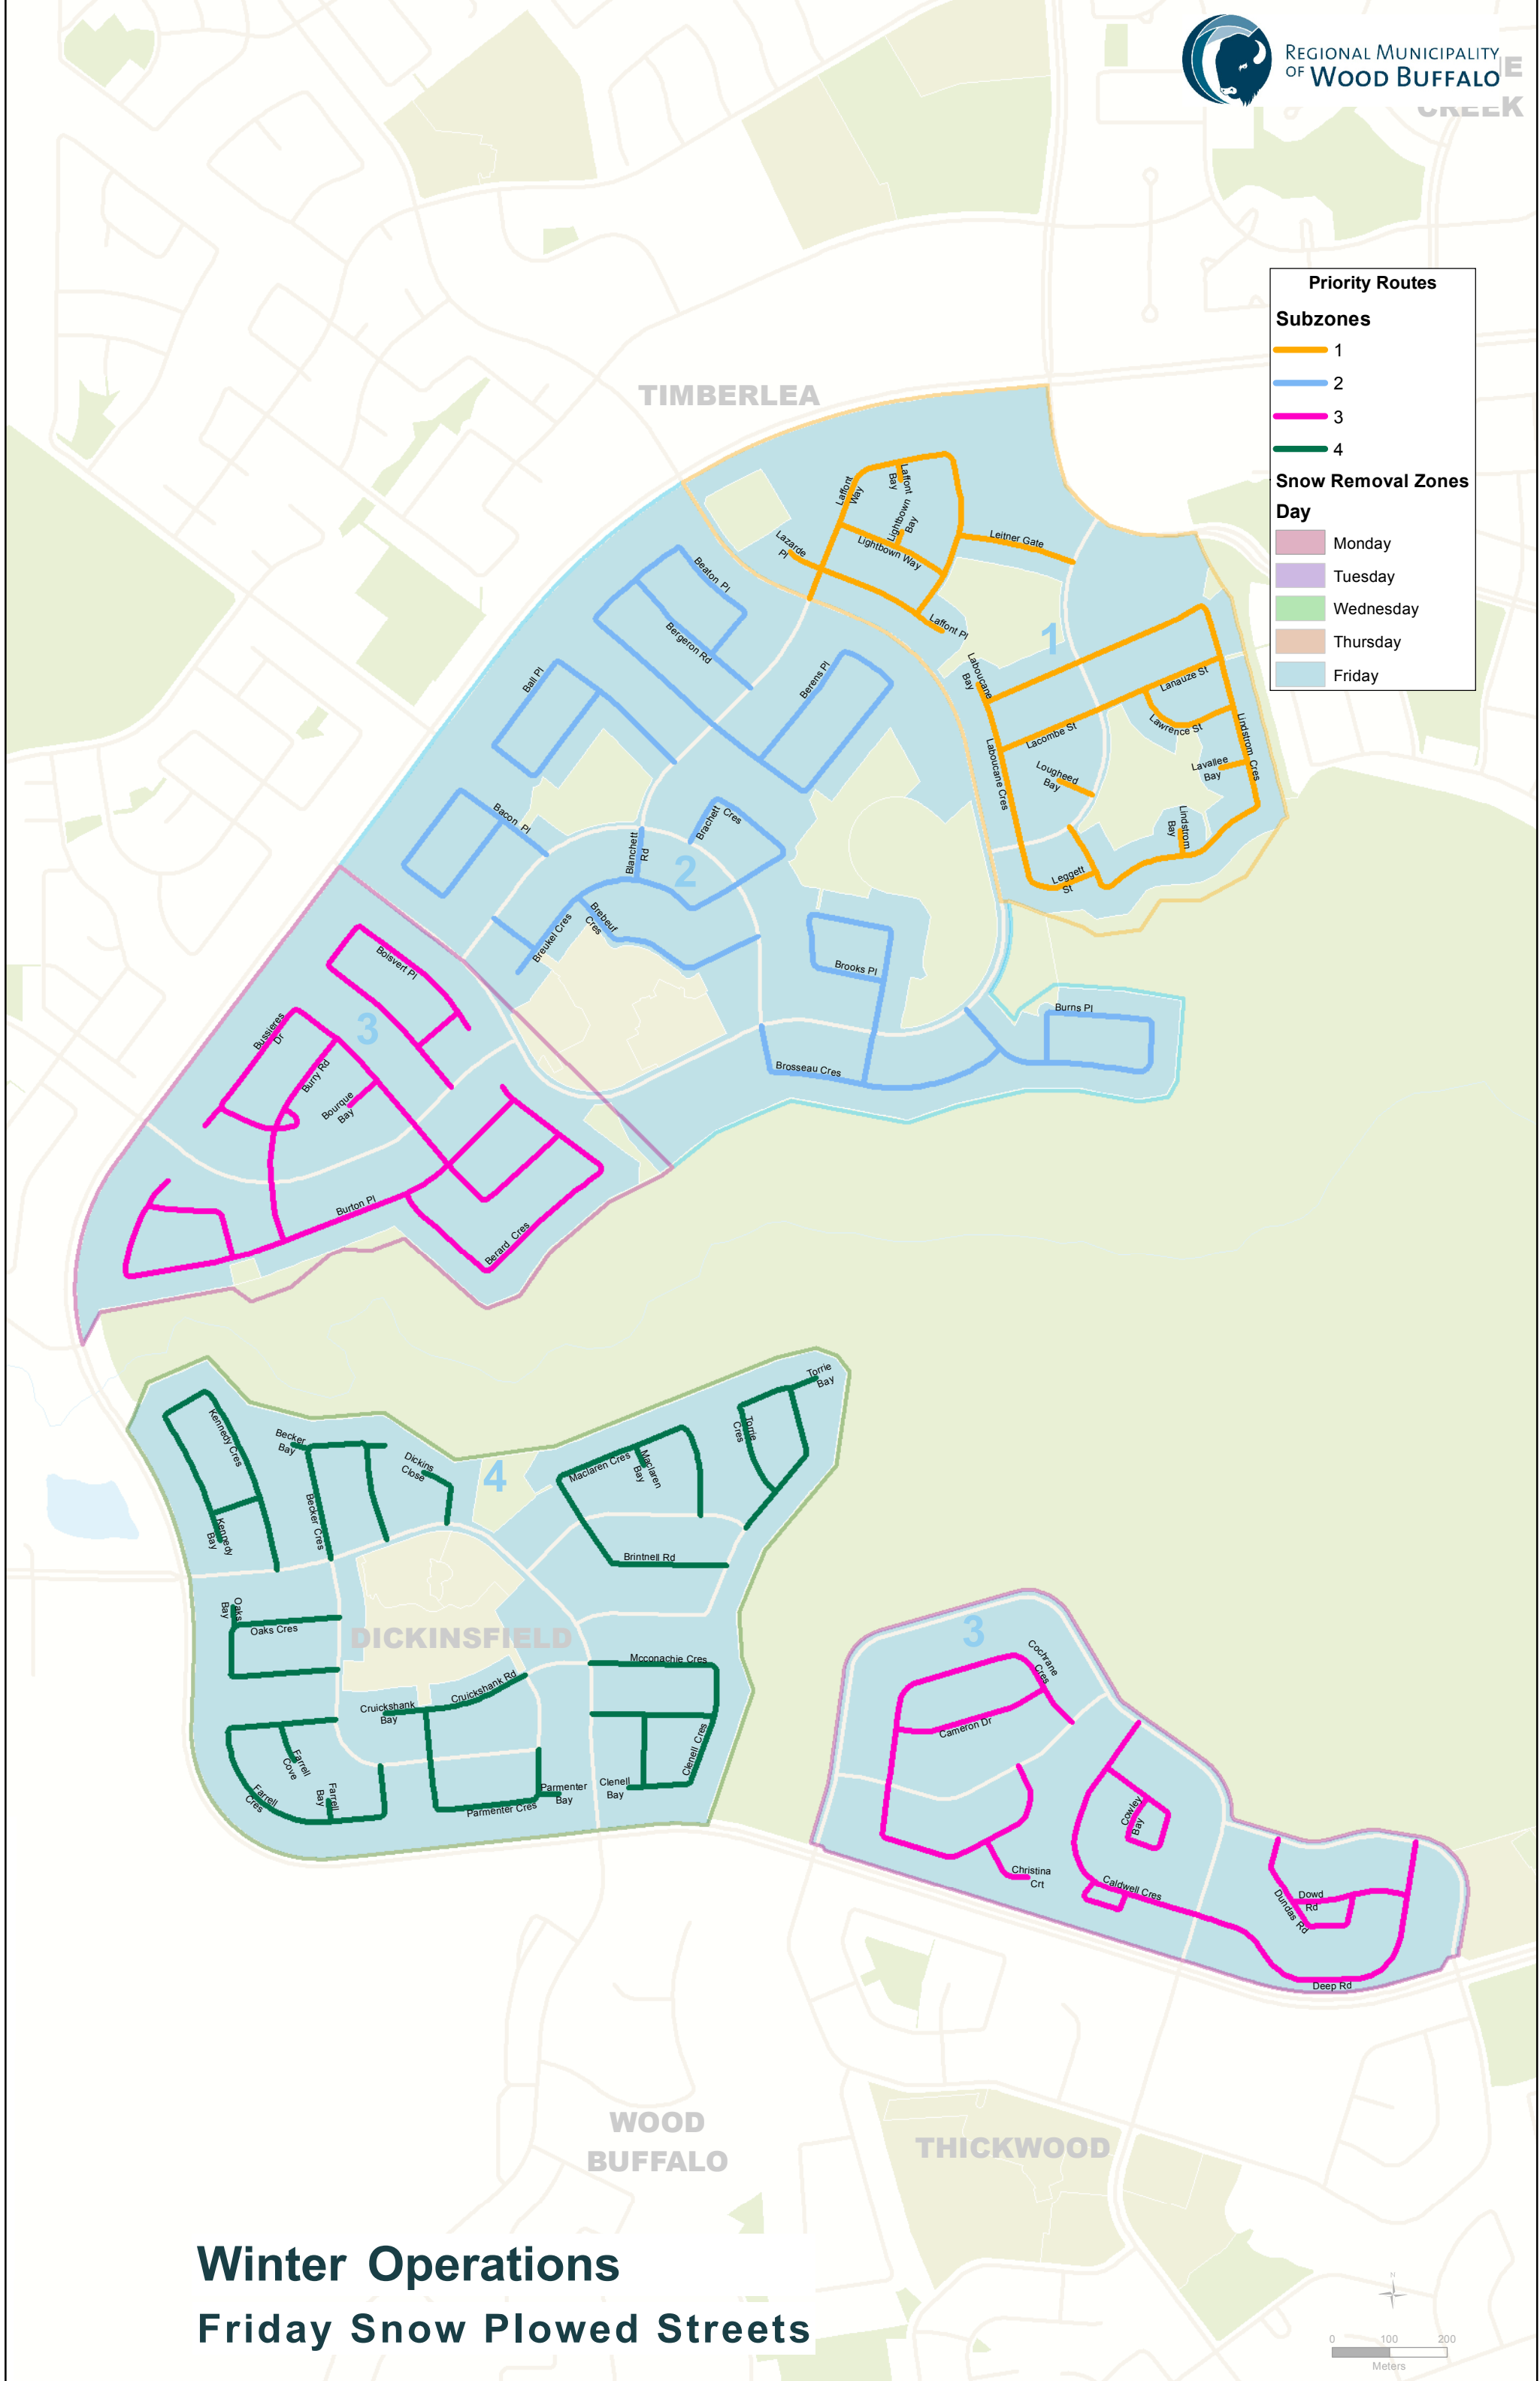 REGIONAL MUNICIPALITY
OF WOOD BUFFALO
E
CREEK
Priority Routes
Subzones
1
2
3
4
Snow Removal Zones
Day
Monday
Tuesday
Wednesday
Thursday
Friday
TIMBERLEA
Laffont
Way
Laffont
Bay
Lightbown
Bay
Lightbown Way
Lazarde
Pl
Leitner Gate
Laffont Pl
1
Laboucane
Bay
Lanauze St
Lawrence St
Lacombe St
Laboucane Cres
Lindstrom Cres
Lavallee
Bay
Lougheed
Bay
Lindstrom
Bay
Leggett
St
Beaton Pl
Bergeron Rd
Ball Pl
Berens Pl
Bacon Pl
Brachett
Cres
Blanchett
Rd
2
Brebeuf
Cres
Breukel Cres
Brooks Pl
Burns Pl
Brosseau Cres
Boisvert Pl
3
Bussieres
Dr
Burry Rd
Bourque
Bay
Burton Pl
Berard Cres
Torrie
Bay
Torrie
Cres
Kennedy Cres
Becker
Bay
Dickins
Close
4
Maclaren Cres
Maclaren
Bay
Becker Cres
Kennedy
Bay
Brintnell Rd
Oaks
Bay
Oaks Cres
DICKINSFIELD
Mcconachie Cres
Cruickshank Rd
Cruickshank
Bay
Clenell Cres
Farrell
Cove
Farrell
Cres
Farrell
Bay
Parmenter
Bay
Parmenter Cres
Clenell
Bay
3
Cochrane
Cres
Cameron Dr
Cowley
Bay
Christina
Crt
Caldwell Cres
Dowd
Rd
Dundas Rd
Deep Rd
WOOD
BUFFALO
THICKWOOD
Winter Operations
Friday Snow Plowed Streets
N
0 100 200
Meters